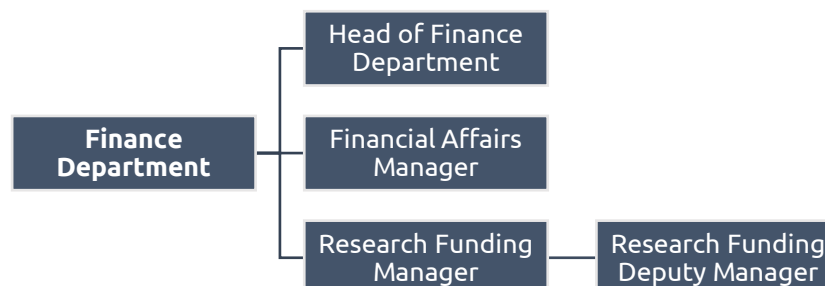 Head of Finance
Department
Finance
Department
Financial Affairs
Manager
Research Funding
Manager
Research Funding
Deputy Manager